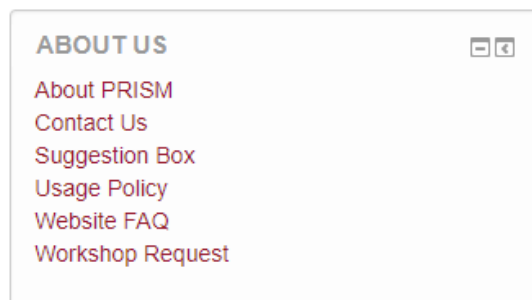 ABOUT US
About PRISM
Contact Us
Suggestion Box
Usage Policy
Website FAQ
Workshop Request